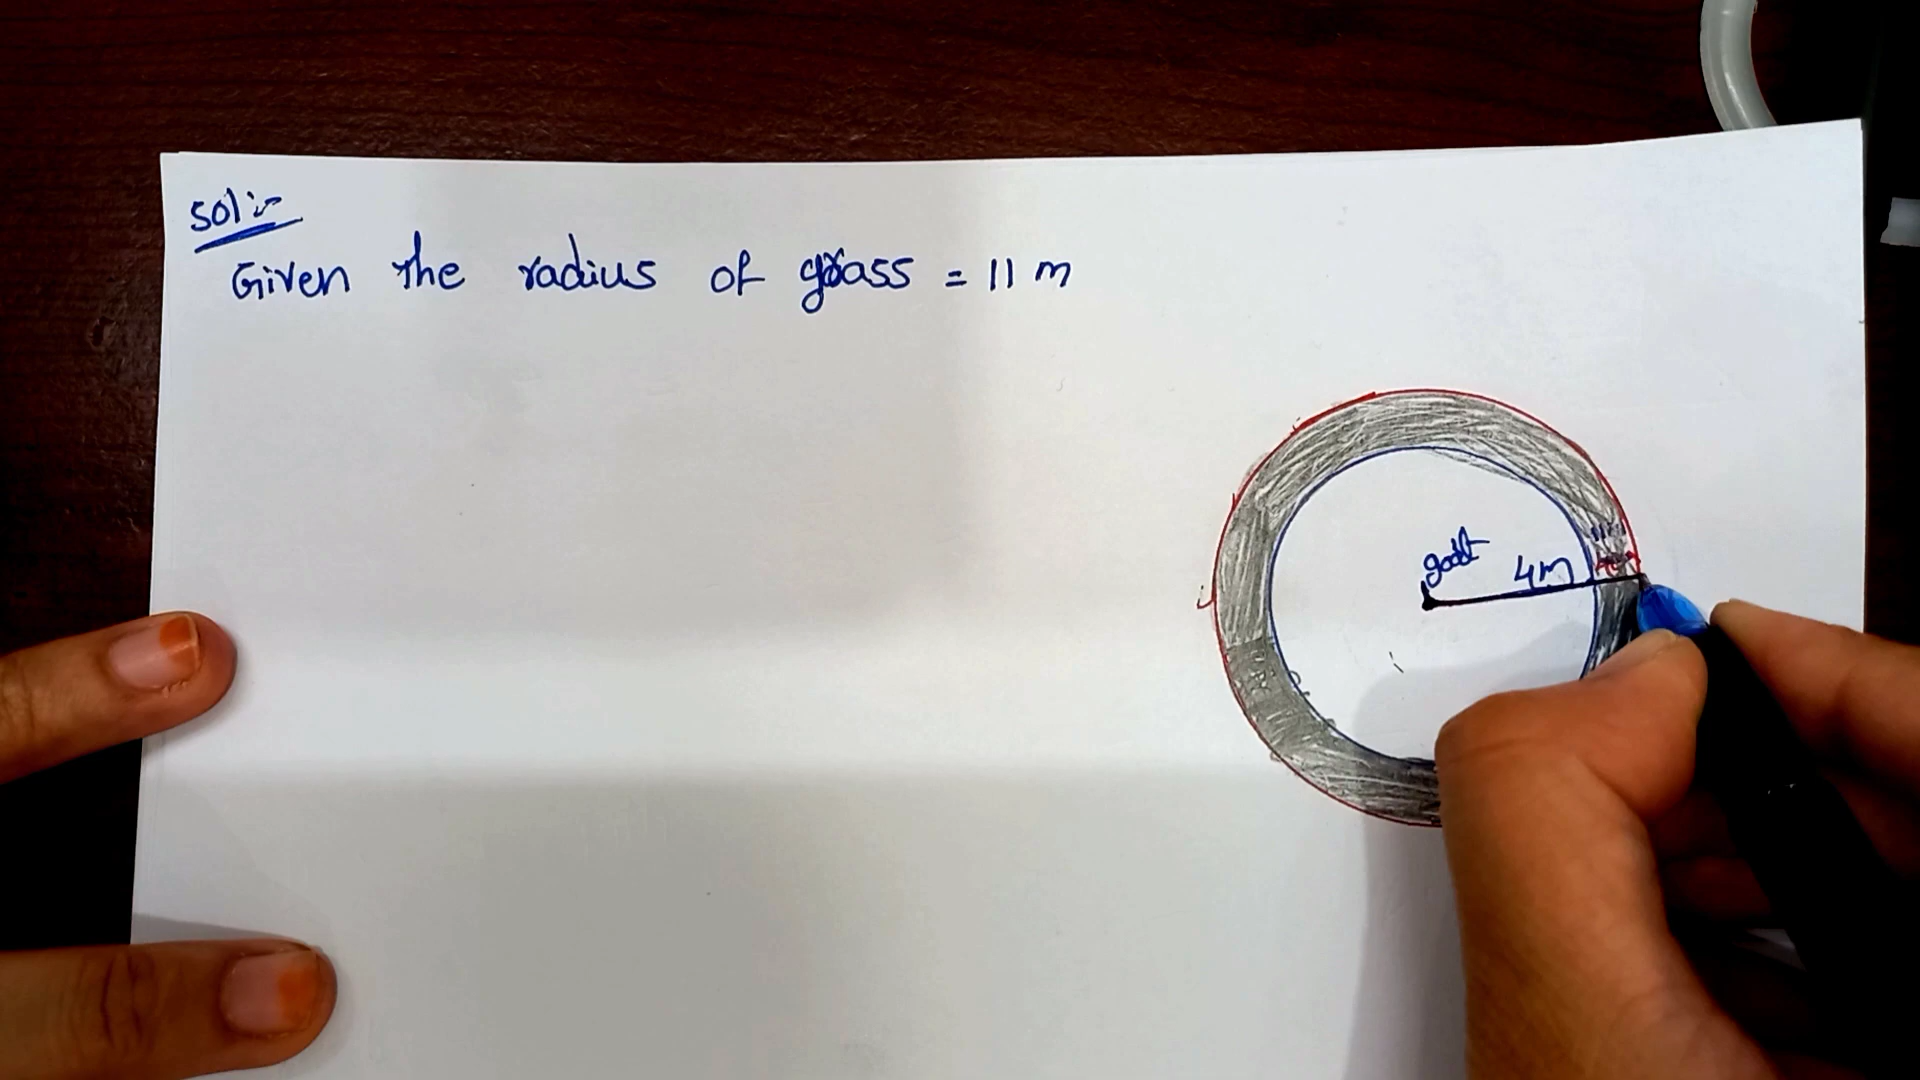 Sol:-
Given the radius of grass = 11 m
goat
4m